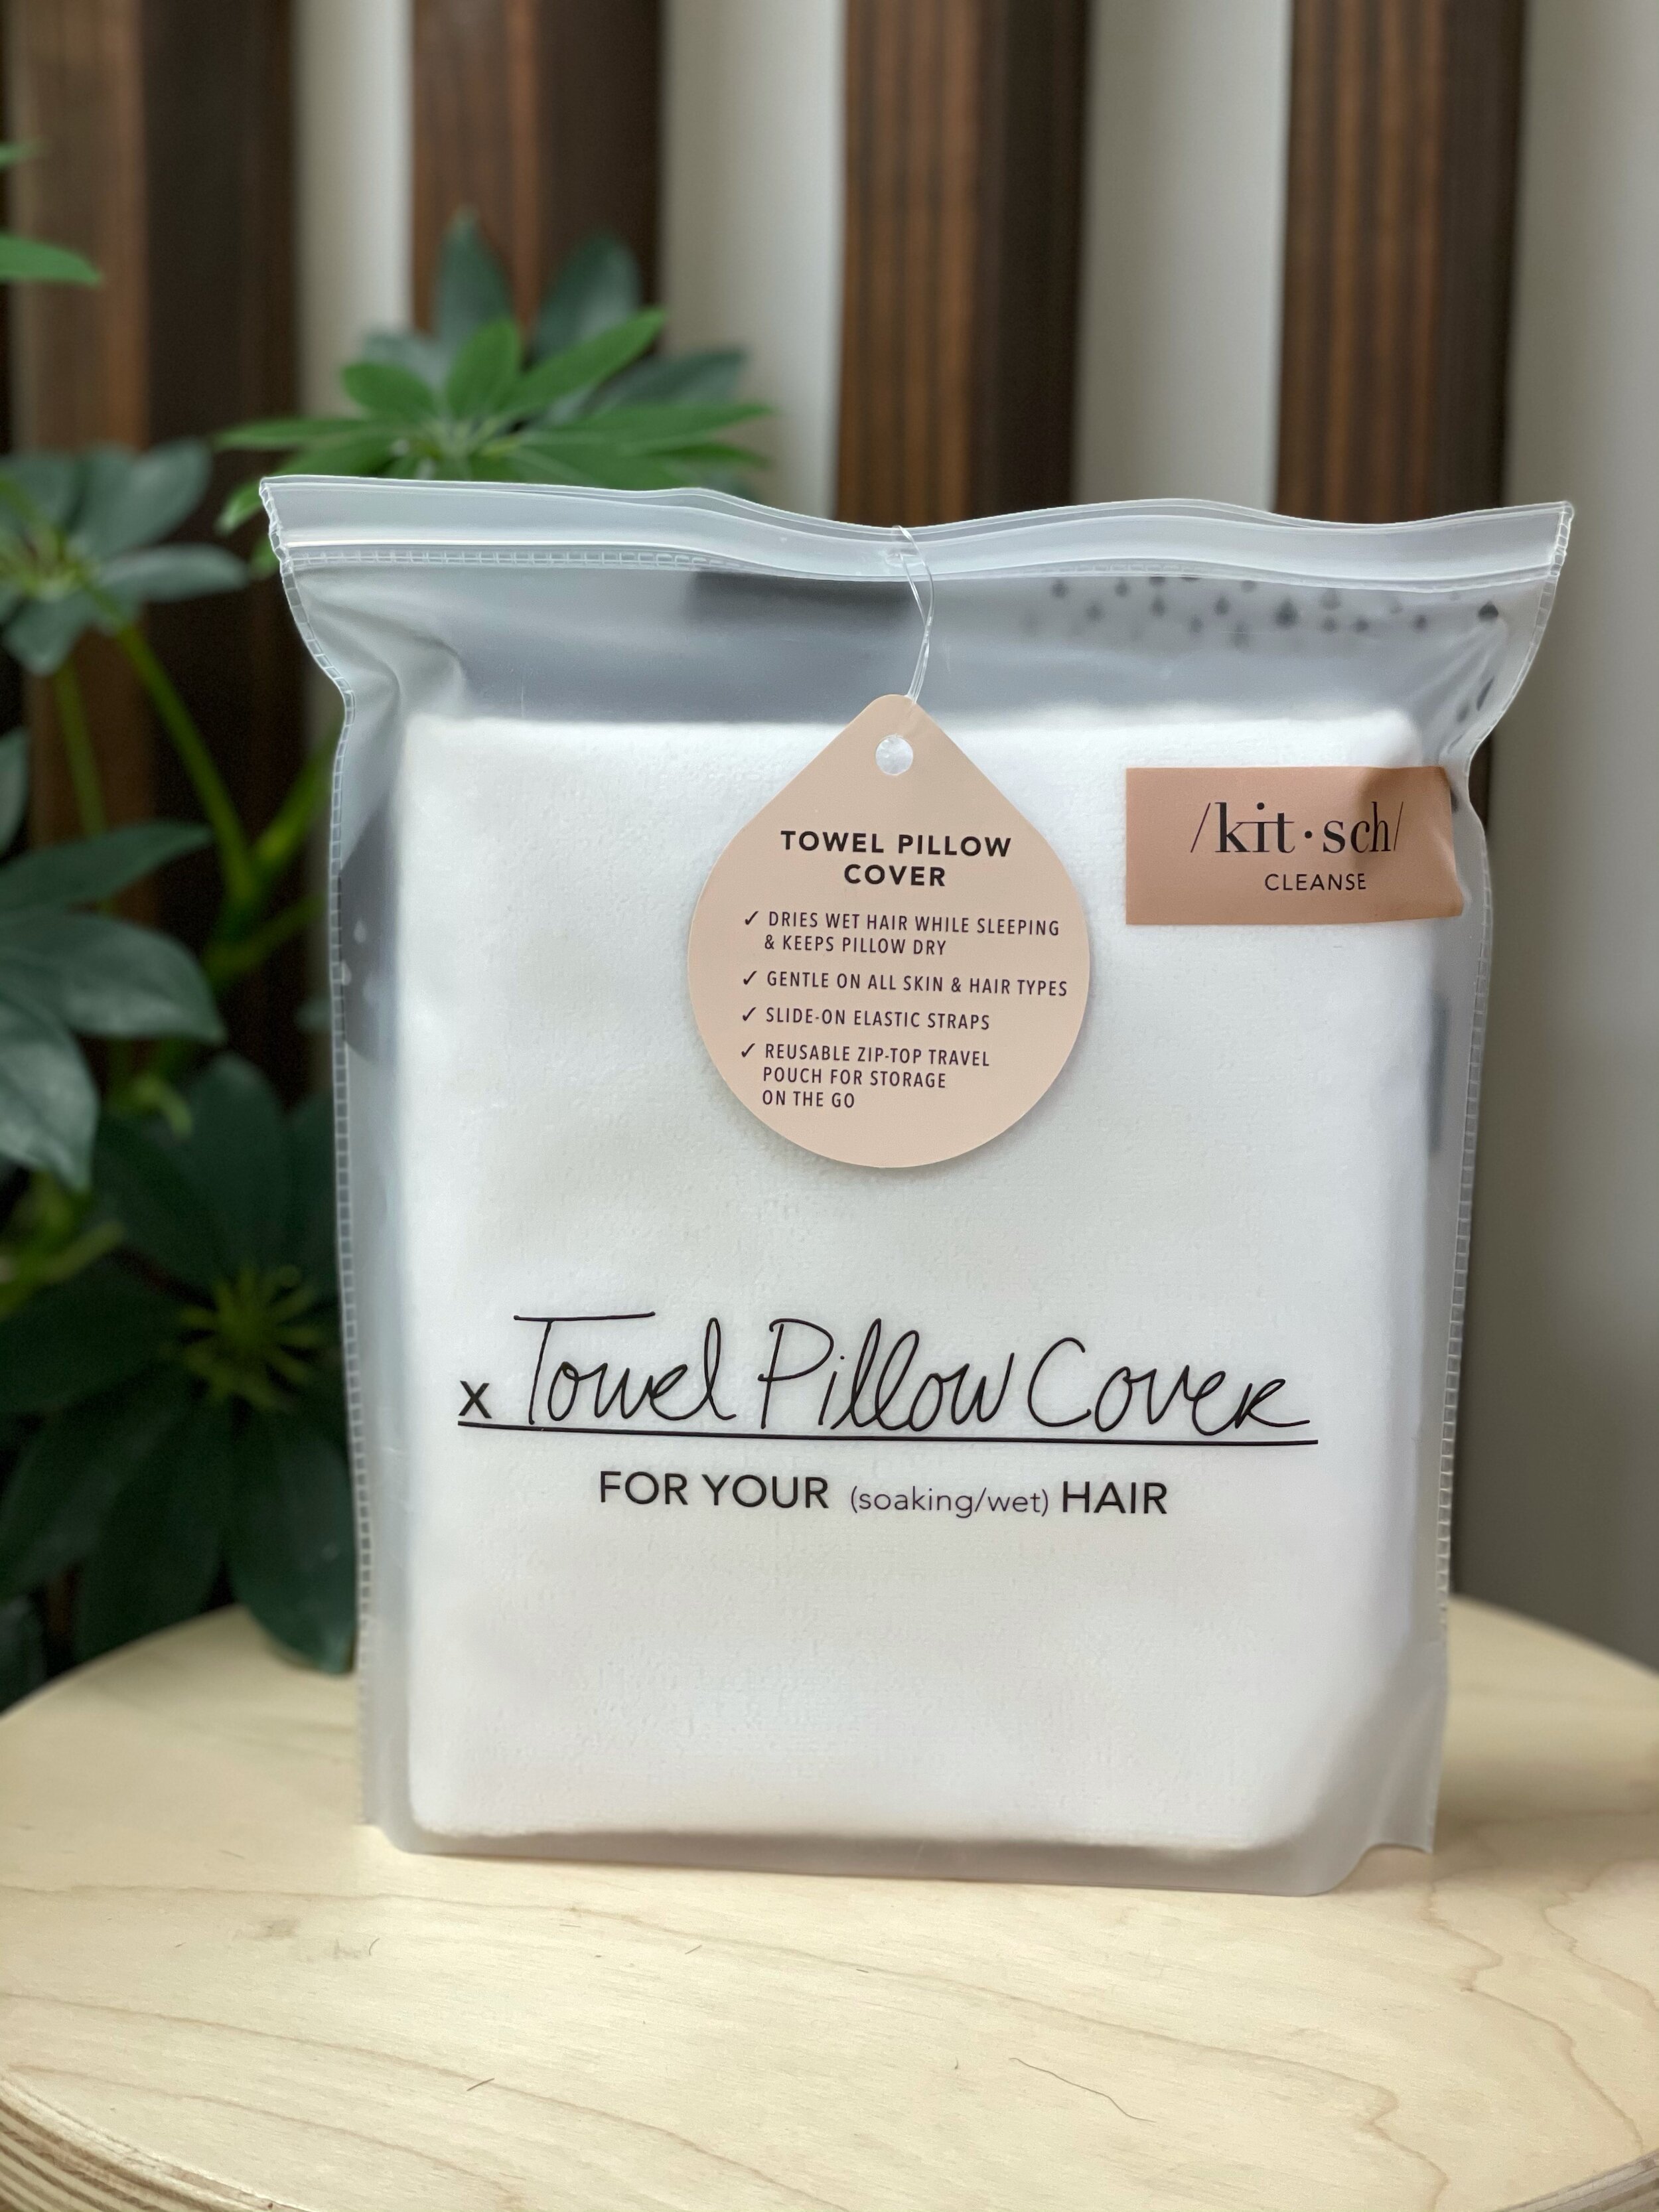 TOWEL PILLOW
COVER
✓ DRIES WET HAIR WHILE SLEEPING
& KEEPS PILLOW DRY
✓ GENTLE ON ALL SKIN & HAIR TYPES
✓ SLIDE-ON ELASTIC STRAPS
✓ REUSABLE ZIP-TOP TRAVEL
POUCH FOR STORAGE
ON THE GO
/kit·sch/
CLEANSE
x Towel Pillow Cover
FOR YOUR (soaking/wet) HAIR